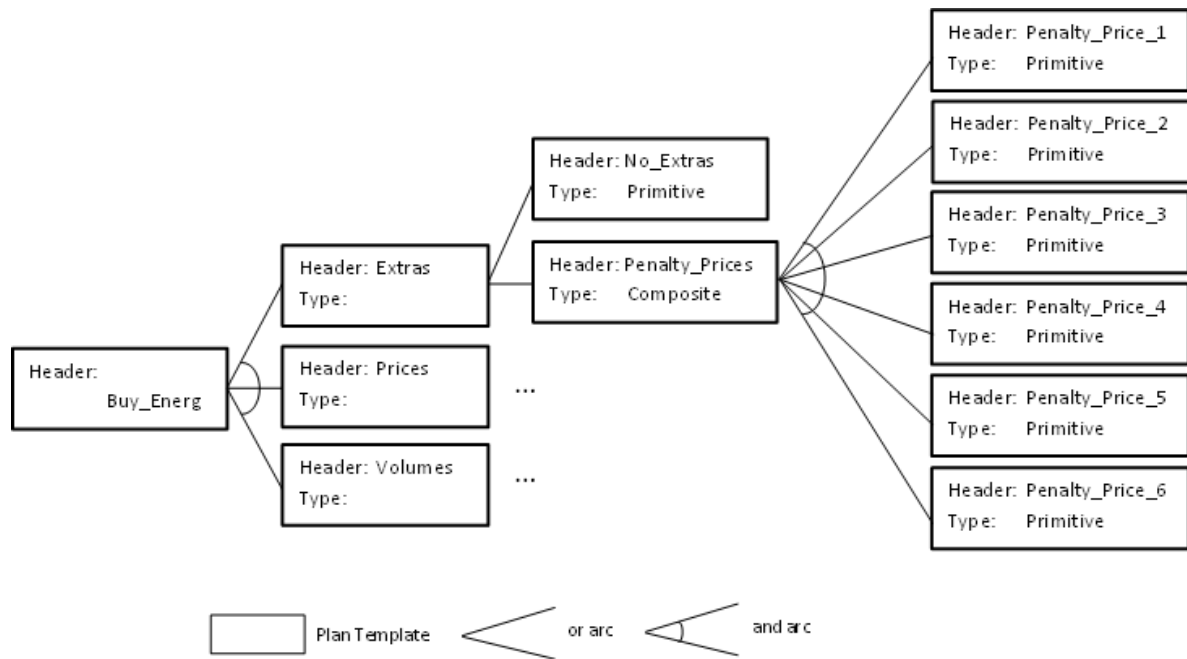 Header: Penalty_Price_1
Type: Primitive
Header: Penalty_Price_2
Type: Primitive
Header: No_Extras
Type: Primitive
Header: Penalty_Price_3
Type: Primitive
Header: Extras
Type:
Header: Penalty_Prices
Type: Composite
Header: Penalty_Price_4
Type: Primitive
Header:
Buy_Energ
Header: Prices
Type:
...
Header: Penalty_Price_5
Type: Primitive
Header: Volumes
Type:
...
Header: Penalty_Price_6
Type: Primitive
Plan Template
or arc
and arc